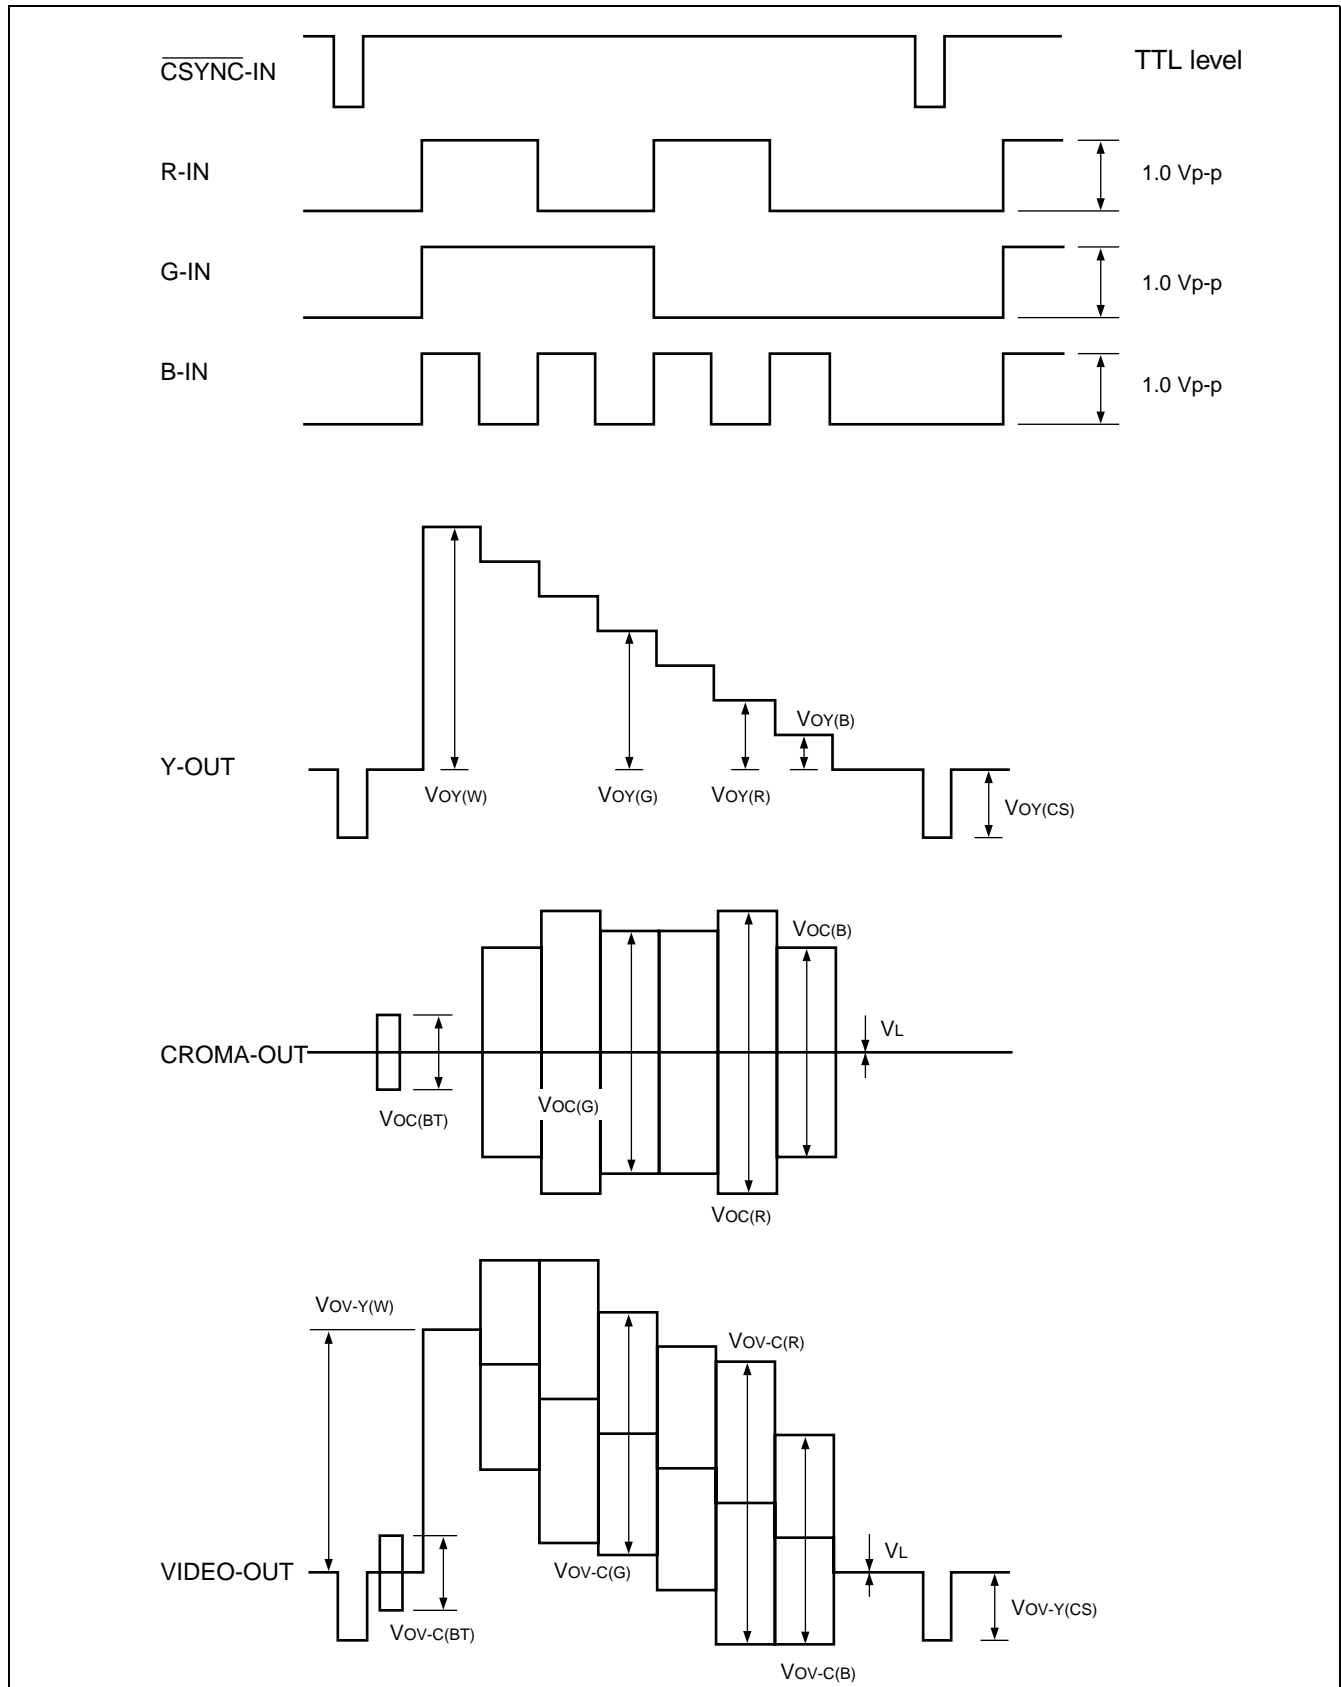 CSYNC-IN
TTL level
R-IN
1.0 Vp-p
G-IN
1.0 Vp-p
B-IN
1.0 Vp-p
VOY(B)
Y-OUT
VOY(W)
VOY(G)
VOY(R)
VOY(CS)
VOC(B)
VL
CROMA-OUT
VOC(G)
VOC(BT)
VOC(R)
VOV-Y(W)
VOV-C(R)
VL
VIDEO-OUT
VOV-C(G)
VOV-Y(CS)
VOV-C(BT)
VOV-C(B)